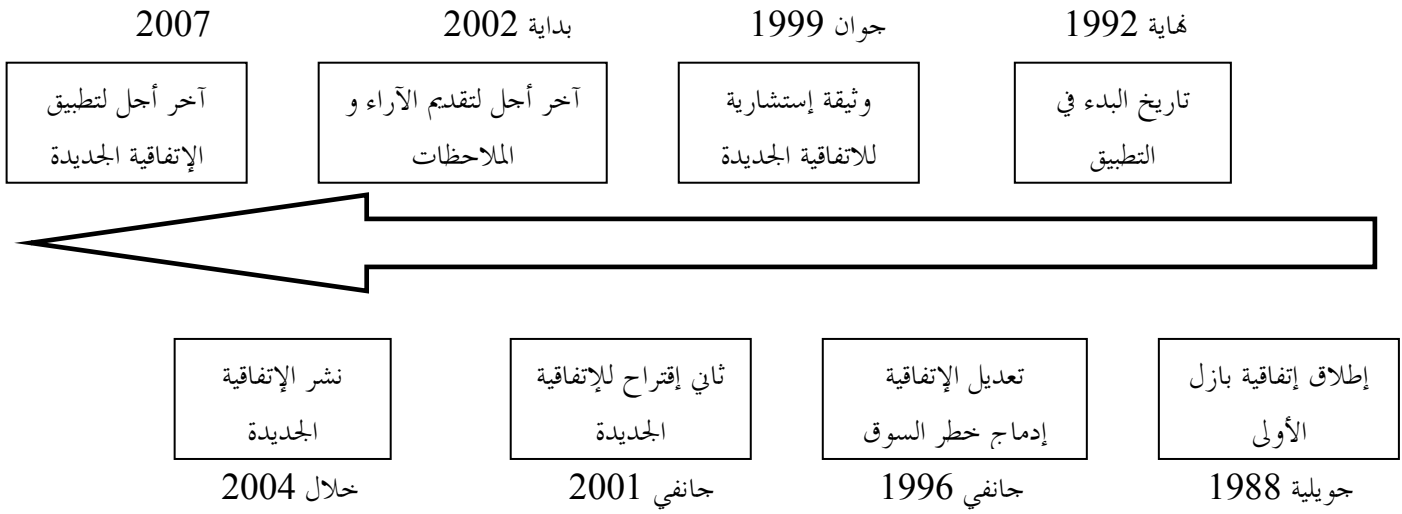 نهاية 1992
جوان 1999
بداية 2002
2007
تاريخ البدء في
التطبيق
وثيقة إستشارية
للاتفاقية الجديدة
آخر أجل لتقديم الآراء و
الملاحظات
آخر أجل لتطبيق
الإتفاقية الجديدة
إطلاق إتفاقية بازل
الأولى
تعديل الإتفاقية
إدماج خطر السوق
ثاني إقتراح للإتفاقية
الجديدة
نشر الإتفاقية
الجديدة
جويلية 1988
جانفي 1996
جانفي 2001
خلال 2004